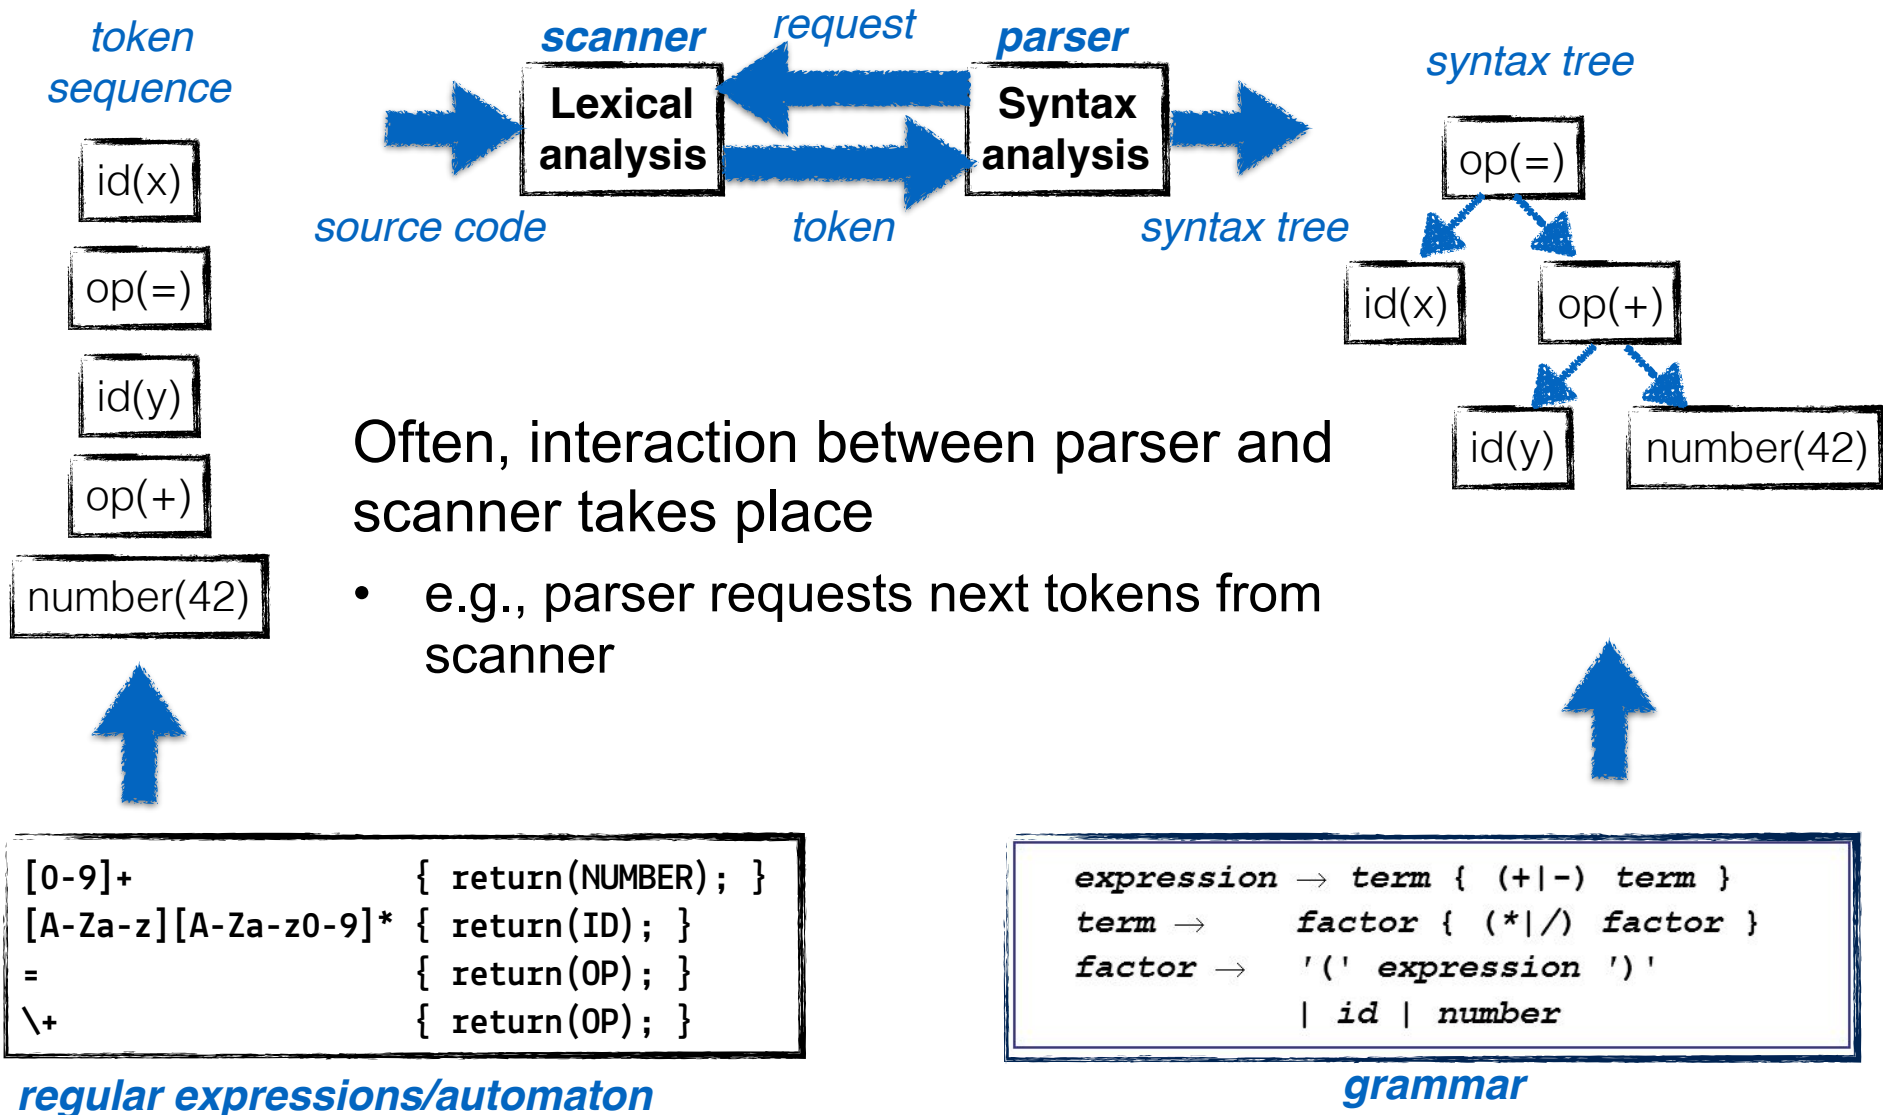 token
sequence
id(x)
op(=)
id(y)
op(+)
number(42)
scanner
request
parser
Lexical
analysis
Syntax
analysis
source code
token
syntax tree
syntax tree
op(=)
id(x)
op(+)
id(y)
number(42)
Often, interaction between parser and
scanner takes place
• e.g., parser requests next tokens from
scanner
[0-9]+ { return(NUMBER); }
[A-Za-z][A-Za-z0-9]* { return(ID); }
= { return(OP); }
\+ { return(OP); }
regular expressions/automaton
expression → term { (+|-) term }
term → factor { (*|/) factor }
factor → '(' expression ')'
| id | number
grammar